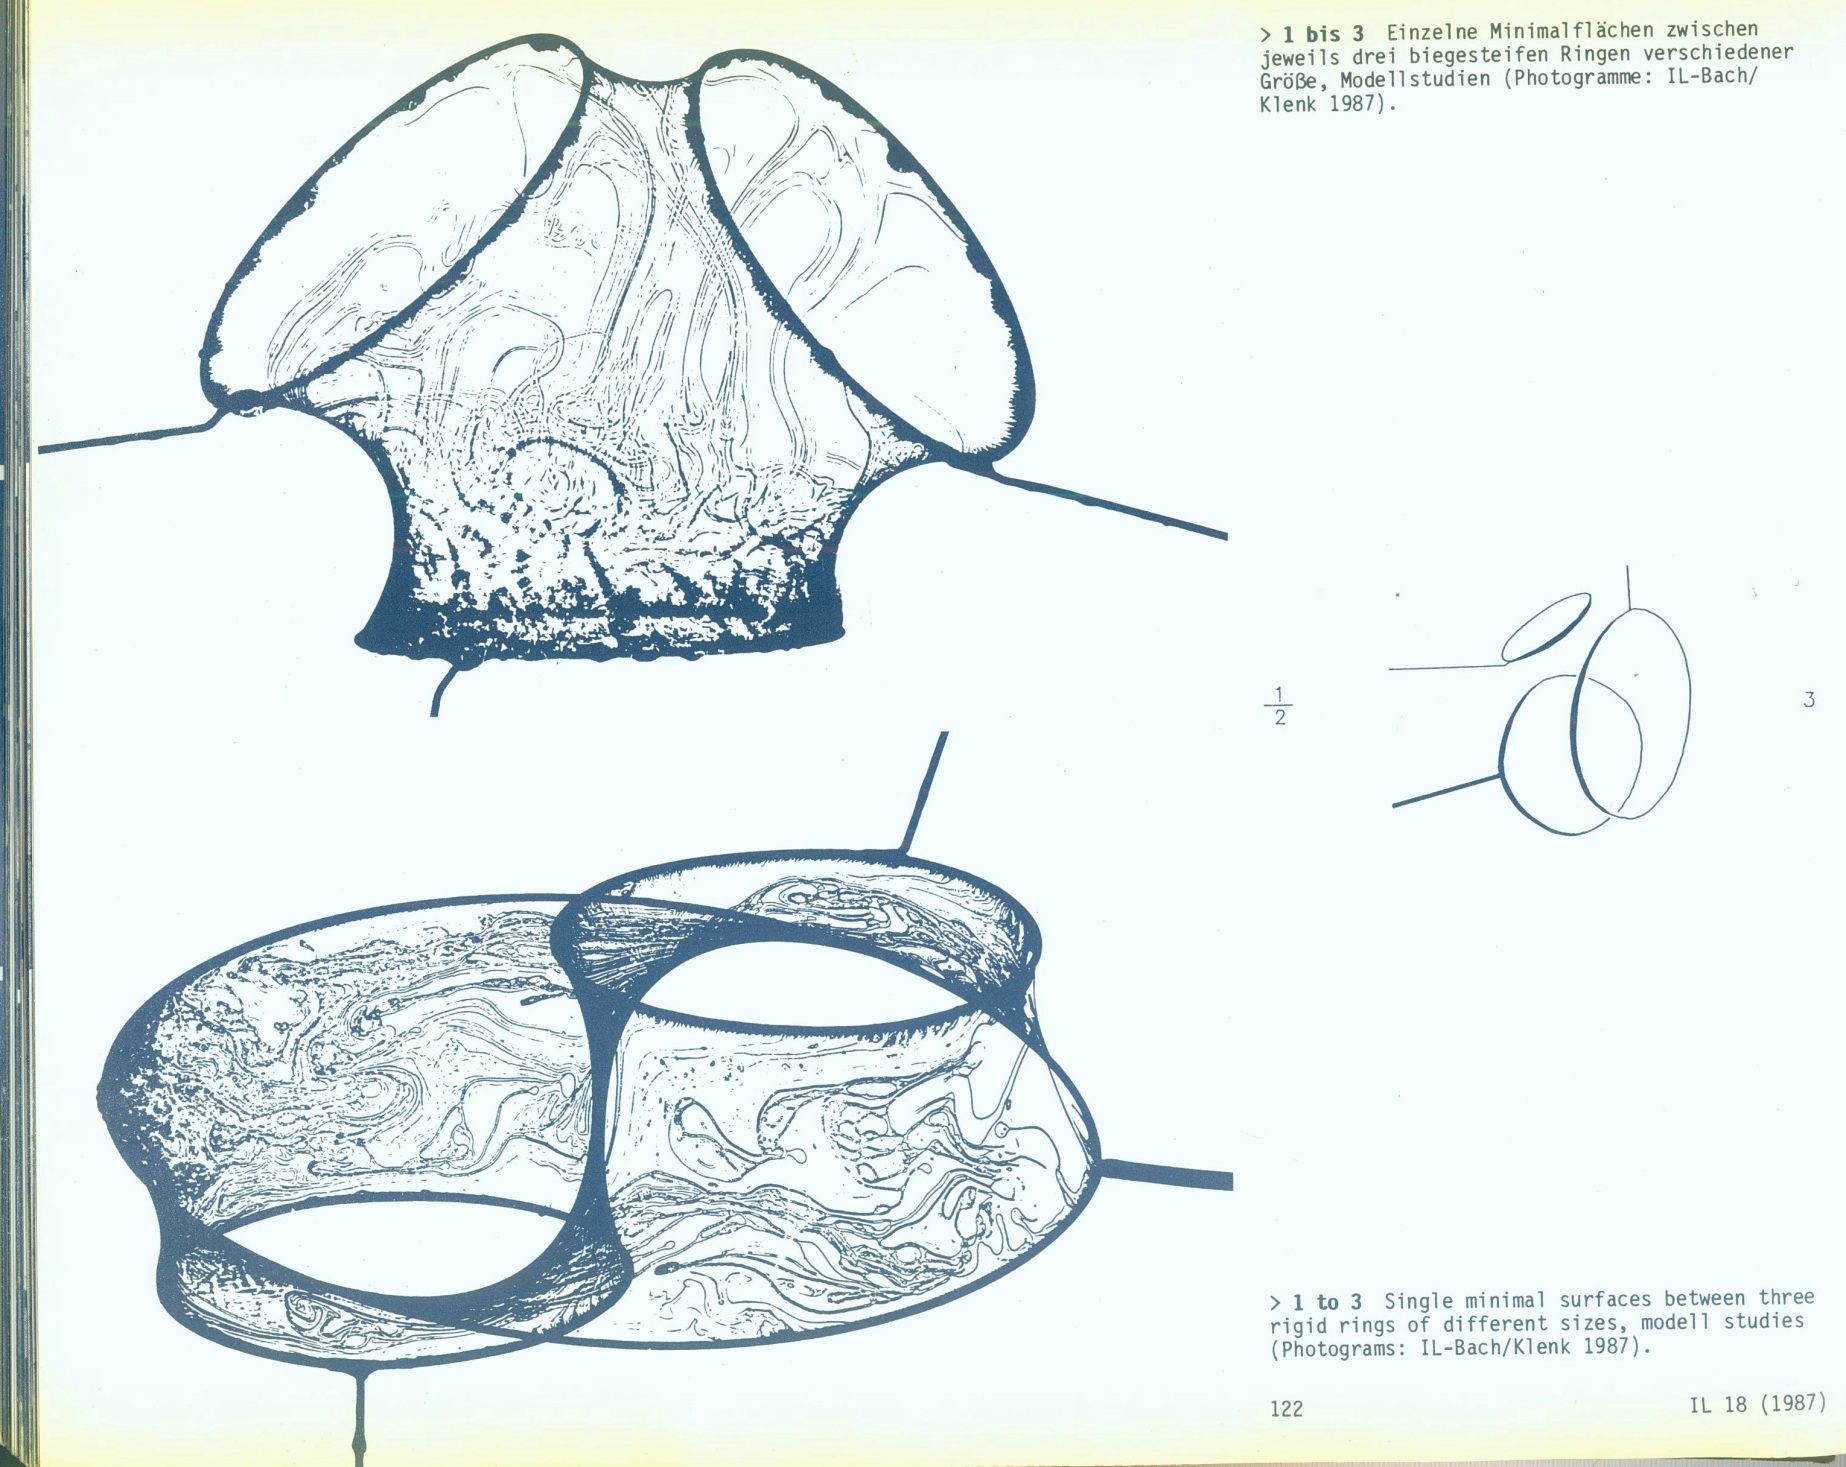 > 1 bis 3 Einzelne Minimalflächen zwischen
jeweils drei biegesteifen Ringen verschiedener
Größe, Modellstudien (Photogramme: IL-Bach/
Klenk 1987).
1
2
3
> 1 to 3 Single minimal surfaces between three
rigid rings of different sizes, modell studies
(Photograms: IL-Bach/Klenk 1987).
122
IL 18 (1987)